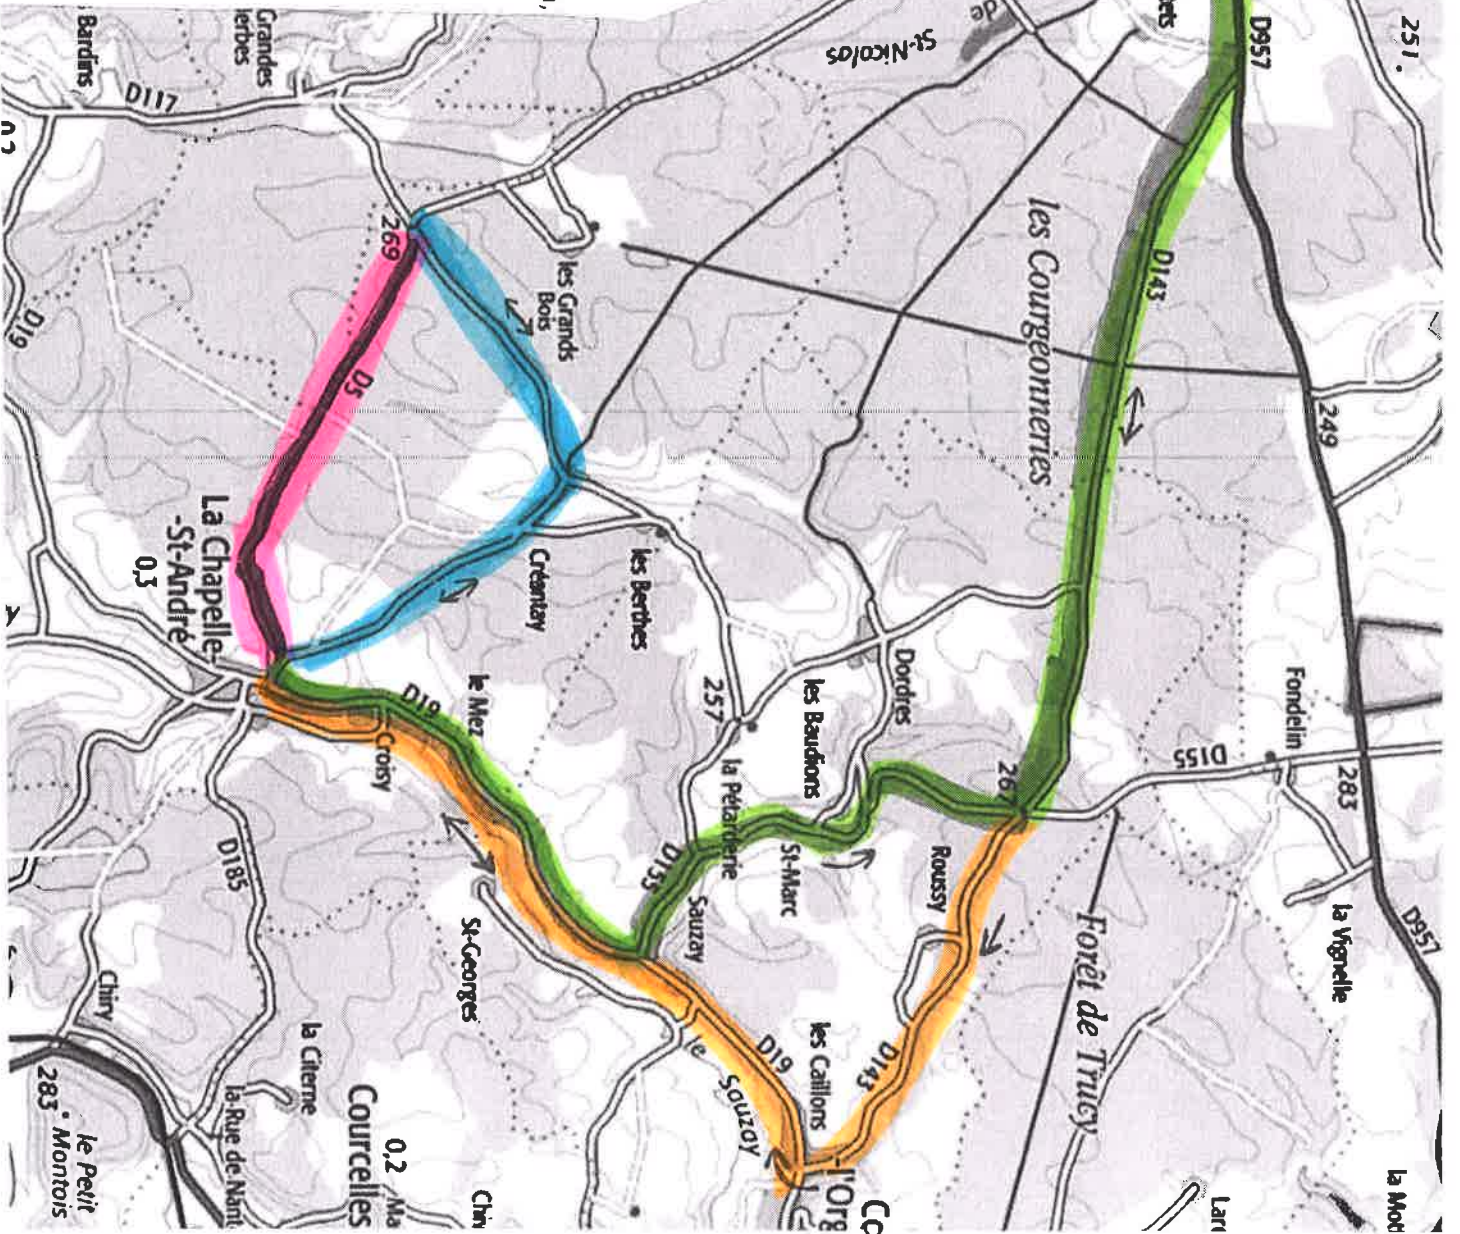 251.
D957
St-Nicolas
de
Grandes
Bardins
D117
269
les Courgeonneries
D143
les Grands
Bois
D19
D5
249
Créantay
les Berthes
La Chapelle-
-St-André
0,3
Dordres
les Baudions
257
le Mez
D19
Croisy
Fondelin
D155
283
la Pétarderie
St-Marc
Roussy
D155
Sauzay
D185
St-Georges
la Vignelle
D957
Forêt de Trucy
Chiry
la Citerne
le
Sauzay
D19
les Caillons
D143
283
le Petit
Montois
la Rue de Nant
Courcelles
0,2